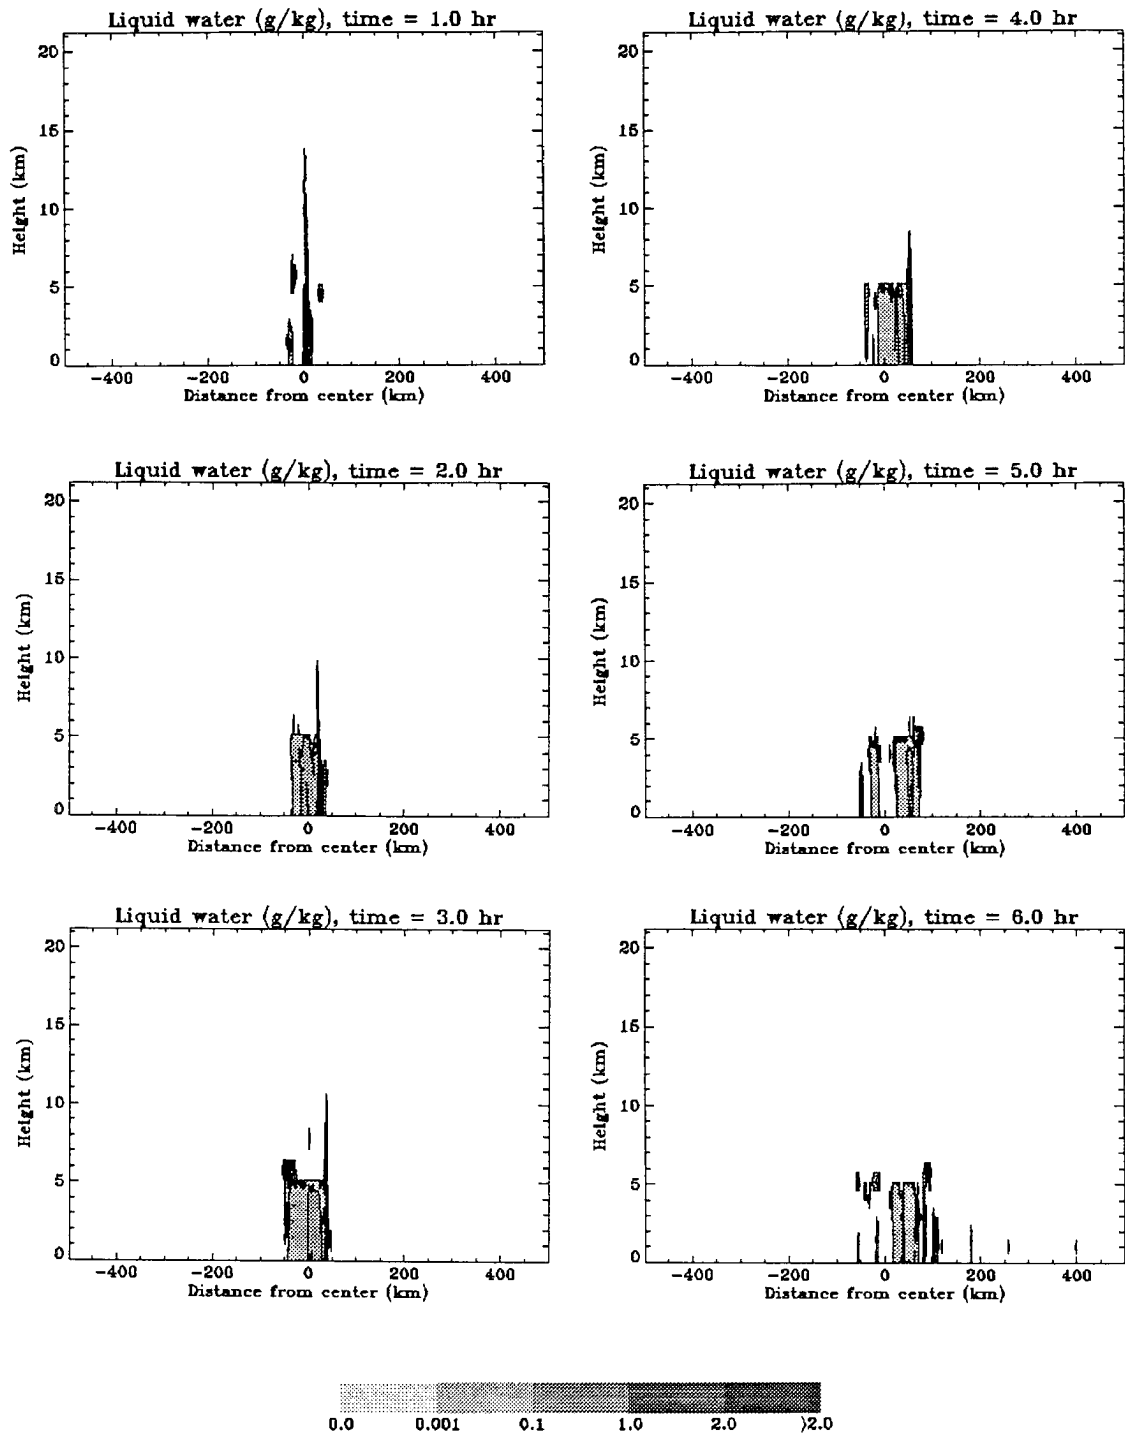 Liquid water (g/kg), time = 1.0 hr
20
15
10
5
0
Height (km)
-400 -200 0 200 400
Distance from center (km)
Liquid water (g/kg), time = 4.0 hr
20
15
10
5
0
Height (km)
-400 -200 0 200 400
Distance from center (km)
Liquid water (g/kg), time = 2.0 hr
20
15
10
5
0
Height (km)
-400 -200 0 200 400
Distance from center (km)
Liquid water (g/kg), time = 5.0 hr
20
15
10
5
0
Height (km)
-400 -200 0 200 400
Distance from center (km)
Liquid water (g/kg), time = 3.0 hr
20
15
10
5
0
Height (km)
-400 -200 0 200 400
Distance from center (km)
Liquid water (g/kg), time = 6.0 hr
20
15
10
5
0
Height (km)
-400 -200 0 200 400
Distance from center (km)
0.0 0.001 0.1 1.0 2.0 >2.0